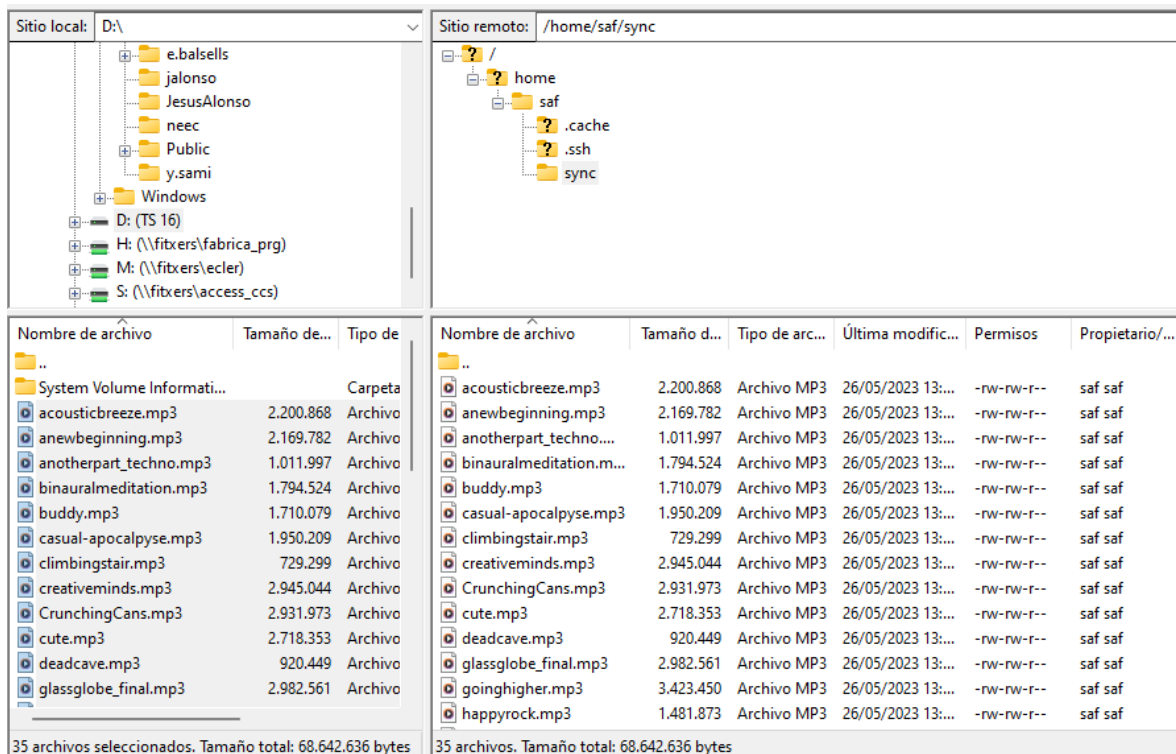 Sitio local: D:\
e.balsells
jalonso
JesusAlonso
neec
Public
y.sami
Windows
D: (TS 16)
H: (\\fitxers\fabrica_prg)
M: (\\fitxers\ecler)
S: (\\fitxers\access_ccs)
Sitio remoto: /home/saf/sync
/
home
saf
.cache
.ssh
sync
Nombre de archivo Tamaño de... Tipo de
..
System Volume Informati... Carpeta
acousticbreeze.mp3 2.200.868 Archivo
anewbeginning.mp3 2.169.782 Archivo
anotherpart_techno.mp3 1.011.997 Archivo
binauralmeditation.mp3 1.794.524 Archivo
buddy.mp3 1.710.079 Archivo
casual-apocalpyse.mp3 1.950.209 Archivo
climbingstair.mp3 729.299 Archivo
creativeminds.mp3 2.945.044 Archivo
CrunchingCans.mp3 2.931.973 Archivo
cute.mp3 2.718.353 Archivo
deadcave.mp3 920.449 Archivo
glassglobe_final.mp3 2.982.561 Archivo
35 archivos seleccionados. Tamaño total: 68.642.636 bytes
Nombre de archivo Tamaño d... Tipo de arc... Última modific... Permisos Propietario/...
..
acousticbreeze.mp3 2.200.868 Archivo MP3 26/05/2023 13:... -rw-rw-r-- saf saf
anewbeginning.mp3 2.169.782 Archivo MP3 26/05/2023 13:... -rw-rw-r-- saf saf
anotherpart_techno.... 1.011.997 Archivo MP3 26/05/2023 13:... -rw-rw-r-- saf saf
binauralmeditation.m... 1.794.524 Archivo MP3 26/05/2023 13:... -rw-rw-r-- saf saf
buddy.mp3 1.710.079 Archivo MP3 26/05/2023 13:... -rw-rw-r-- saf saf
casual-apocalpyse.mp3 1.950.209 Archivo MP3 26/05/2023 13:... -rw-rw-r-- saf saf
climbingstair.mp3 729.299 Archivo MP3 26/05/2023 13:... -rw-rw-r-- saf saf
creativeminds.mp3 2.945.044 Archivo MP3 26/05/2023 13:... -rw-rw-r-- saf saf
CrunchingCans.mp3 2.931.973 Archivo MP3 26/05/2023 13:... -rw-rw-r-- saf saf
cute.mp3 2.718.353 Archivo MP3 26/05/2023 13:... -rw-rw-r-- saf saf
deadcave.mp3 920.449 Archivo MP3 26/05/2023 13:... -rw-rw-r-- saf saf
glassglobe_final.mp3 2.982.561 Archivo MP3 26/05/2023 13:... -rw-rw-r-- saf saf
goinghigher.mp3 3.423.450 Archivo MP3 26/05/2023 13:... -rw-rw-r-- saf saf
happyrock.mp3 1.481.873 Archivo MP3 26/05/2023 13:... -rw-rw-r-- saf saf
35 archivos. Tamaño total: 68.642.636 bytes